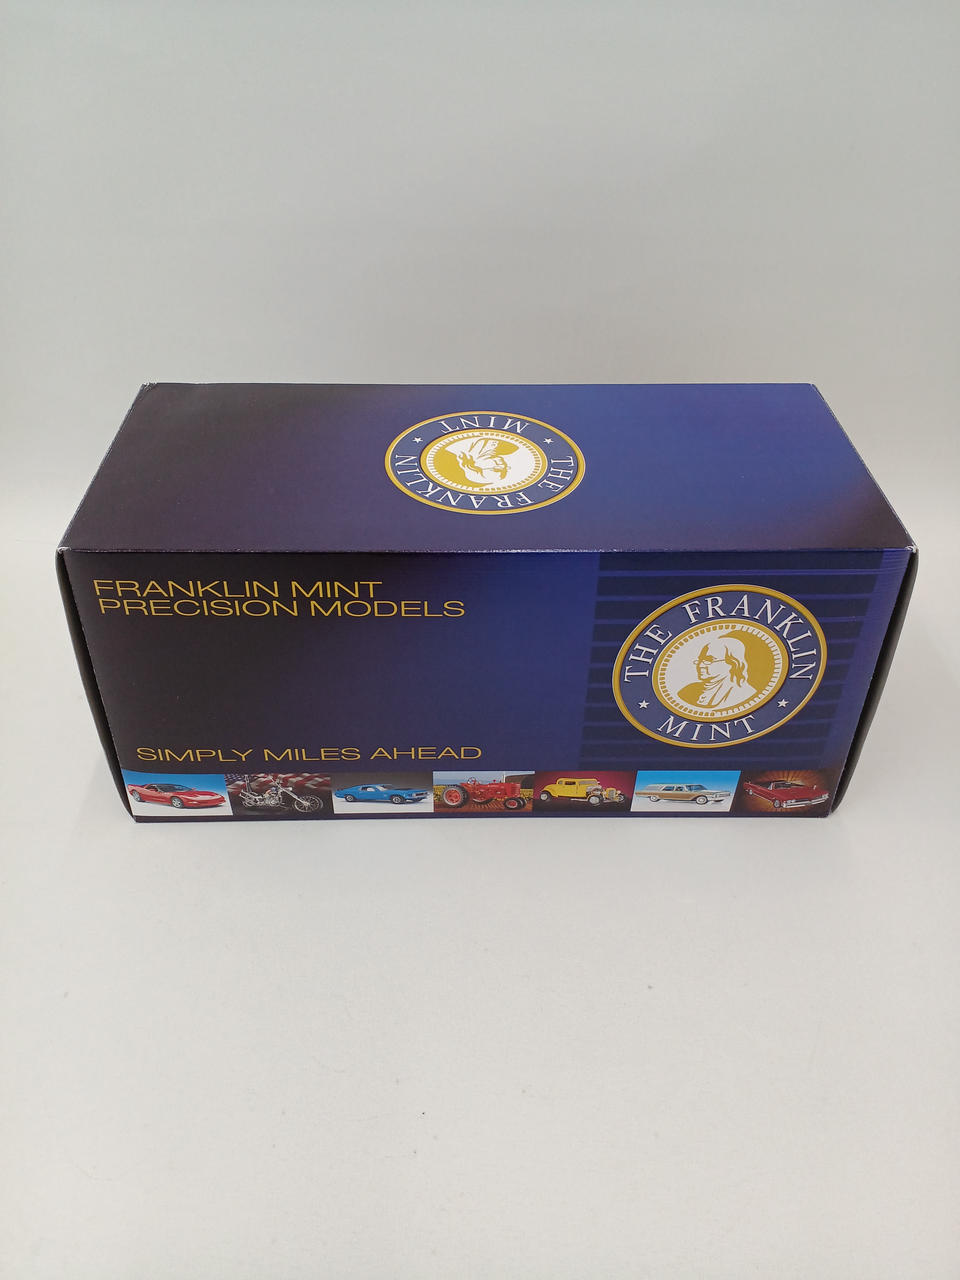 THE FRANKLIN
MINT
FRANKLIN MINT
PRECISION MODELS
THE FRANKLIN
MINT
SIMPLY MILES AHEAD